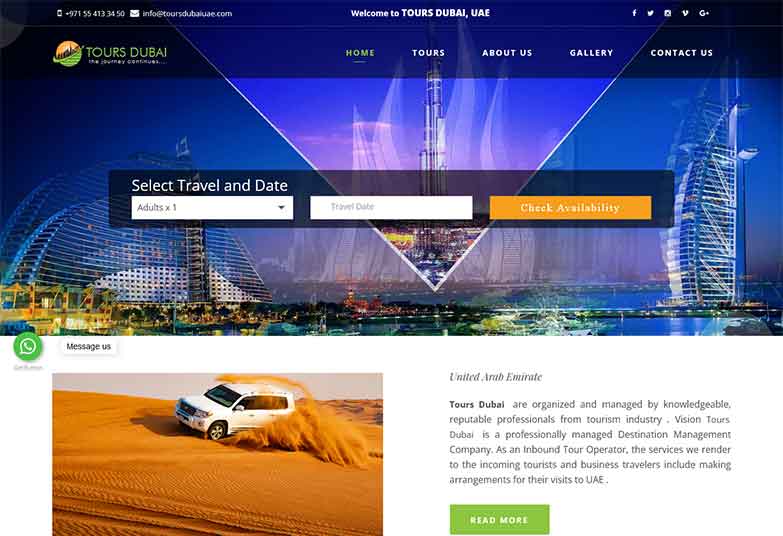 +971 55 413 34 50 info@toursdubaiuae.com Welcome to TOURS DUBAI, UAE
TOURS DUBAI
the journey continues...
HOME TOURS ABOUT US GALLERY CONTACT US
Select Travel and Date
Adults x 1 Travel Date Check Availability
Message us
GetButton
United Arab Emirate
Tours Dubai are organized and managed by knowledgeable,
reputable professionals from tourism industry . Vision Tours
Dubai is a professionally managed Destination Management
Company. As an Inbound Tour Operator, the services we render
to the incoming tourists and business travelers include making
arrangements for their visits to UAE .
READ MORE